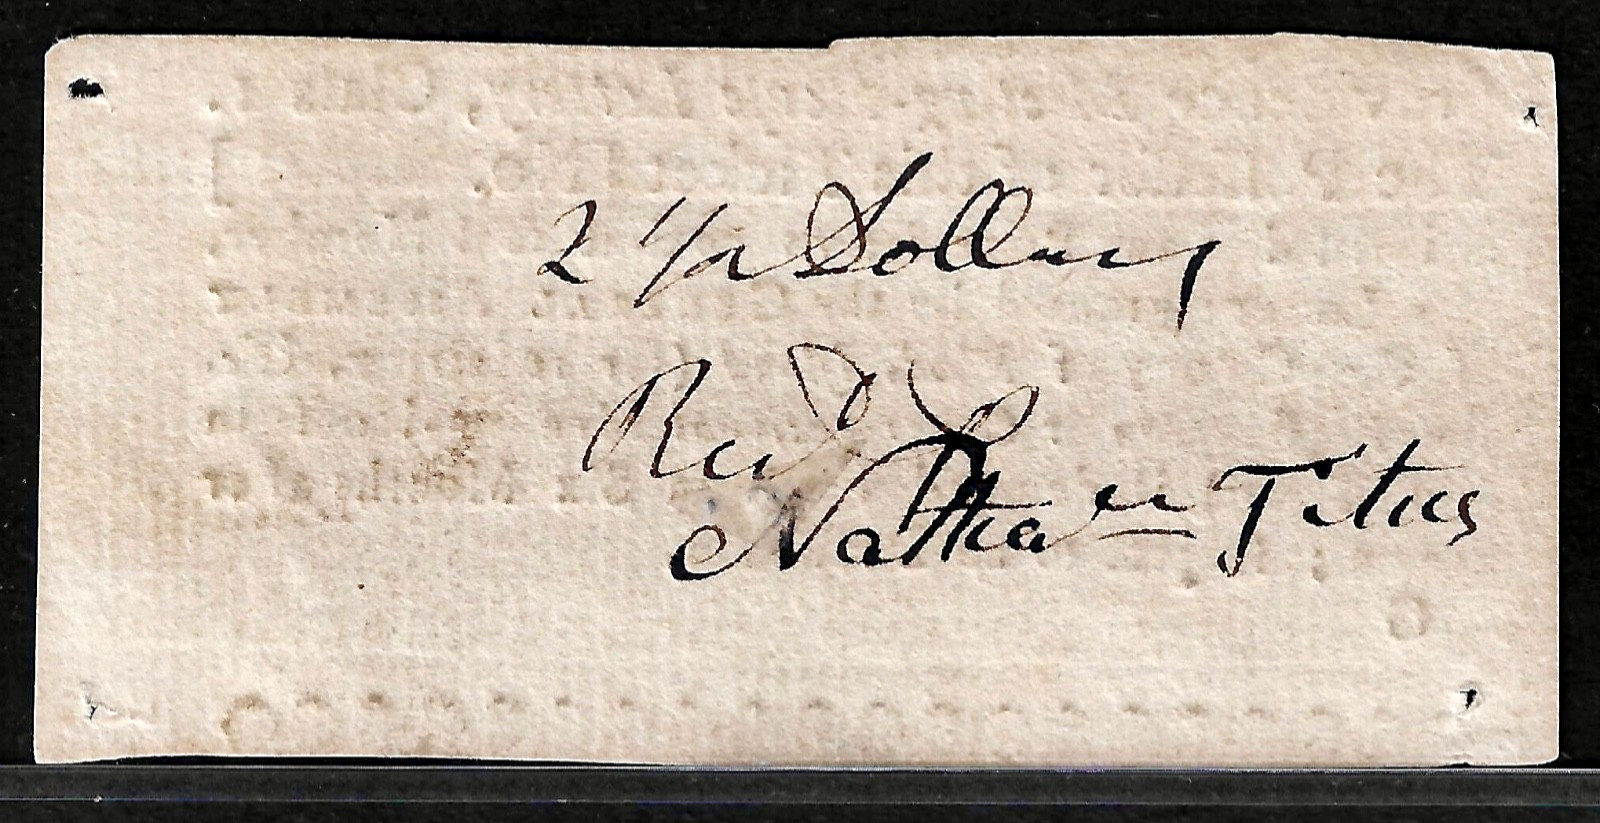 2 1/2 Dollars
Recd
Nathan Titus